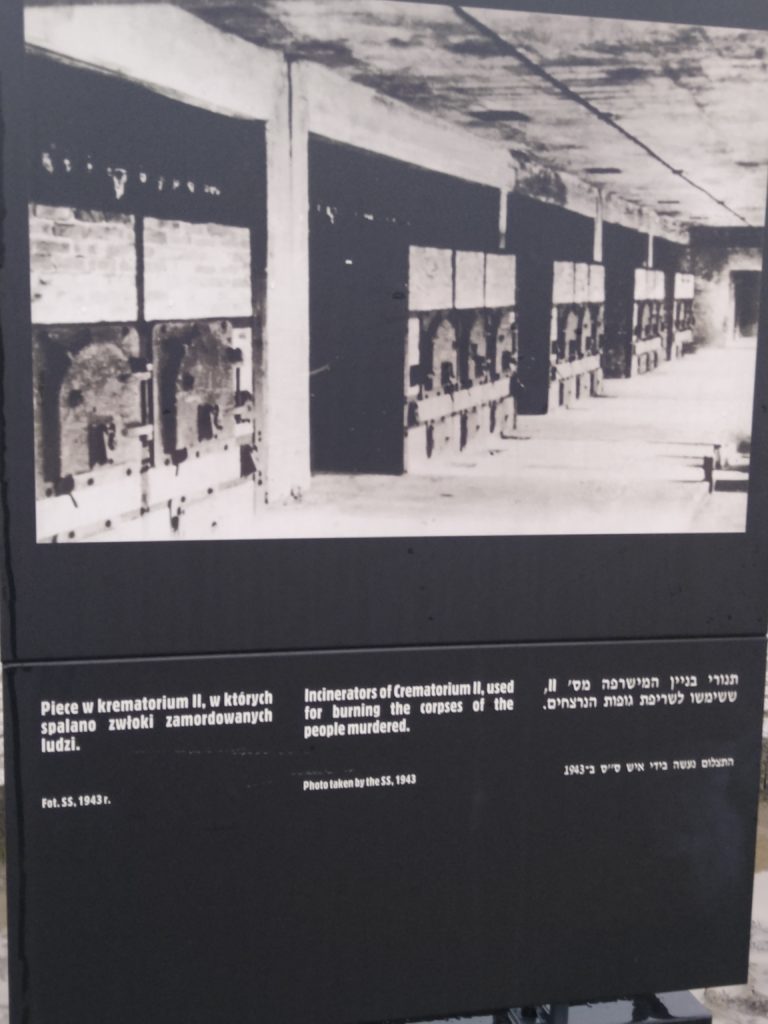 Piece w krematorium II, w których
spalano zwłoki zamordowanych
ludzi.
Fot. SS, 1943 r.
Incinerators of Crematorium II, used
for burning the corpses of the
people murdered.
Photo taken by the SS, 1943
תנורי בניין המישרפה מס׳ II,
ששימשו לשריפת גופות הנרצחים.
התצלום נעשה בידי איש ס״ס ב־1943